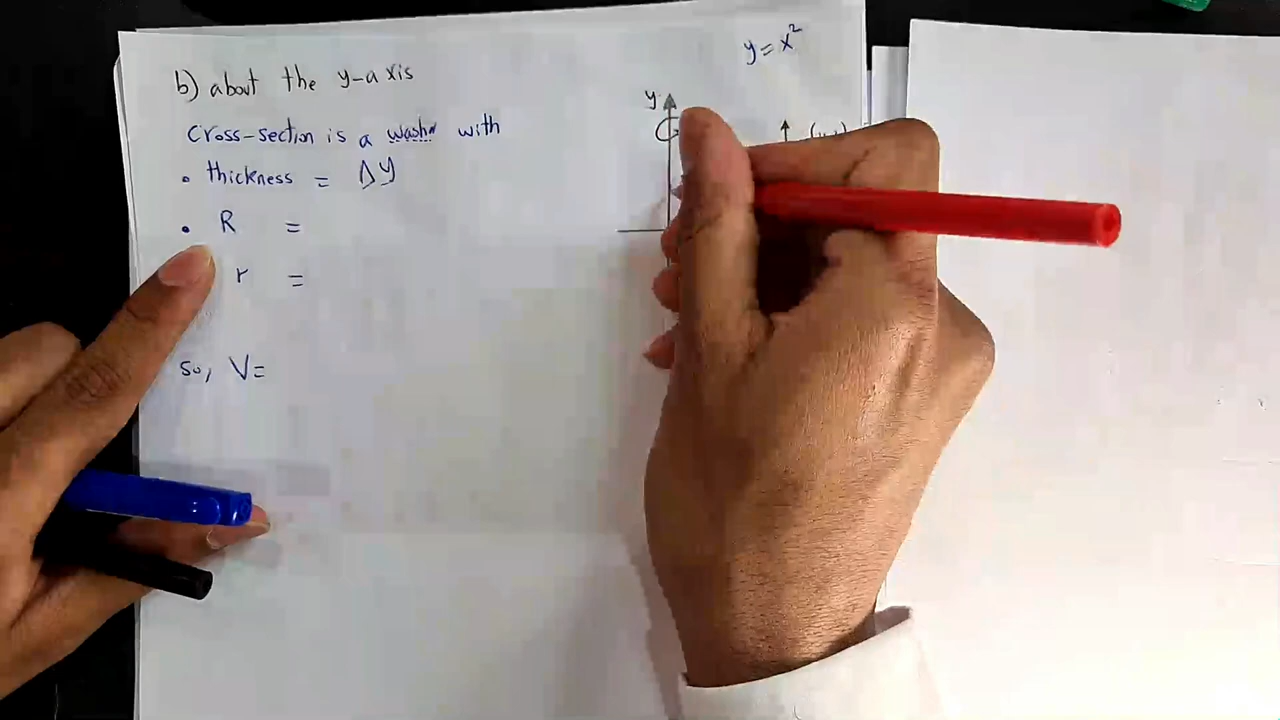 b) about the y-axis
Cross-section is a washer with
• thickness = Δy
• R =
r =
so, V=
y = x²
y